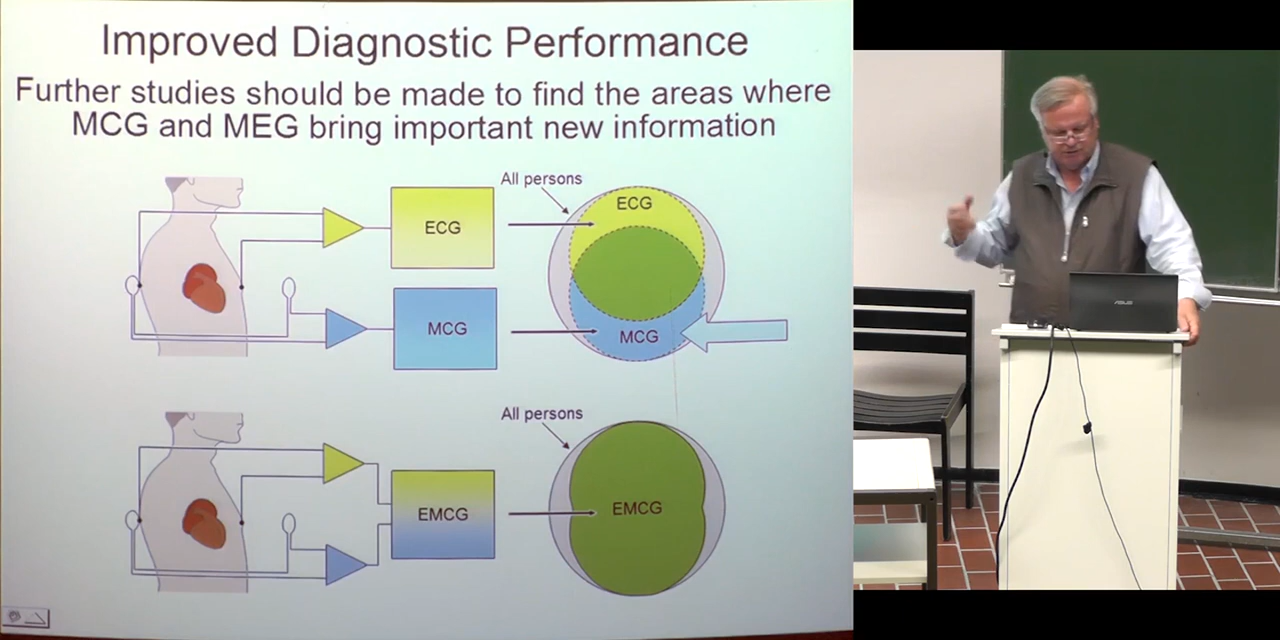 Improved Diagnostic Performance
Further studies should be made to find the areas where
MCG and MEG bring important new information
All persons
ECG
ECG
MCG
MCG
All persons
EMCG
EMCG
ASUS